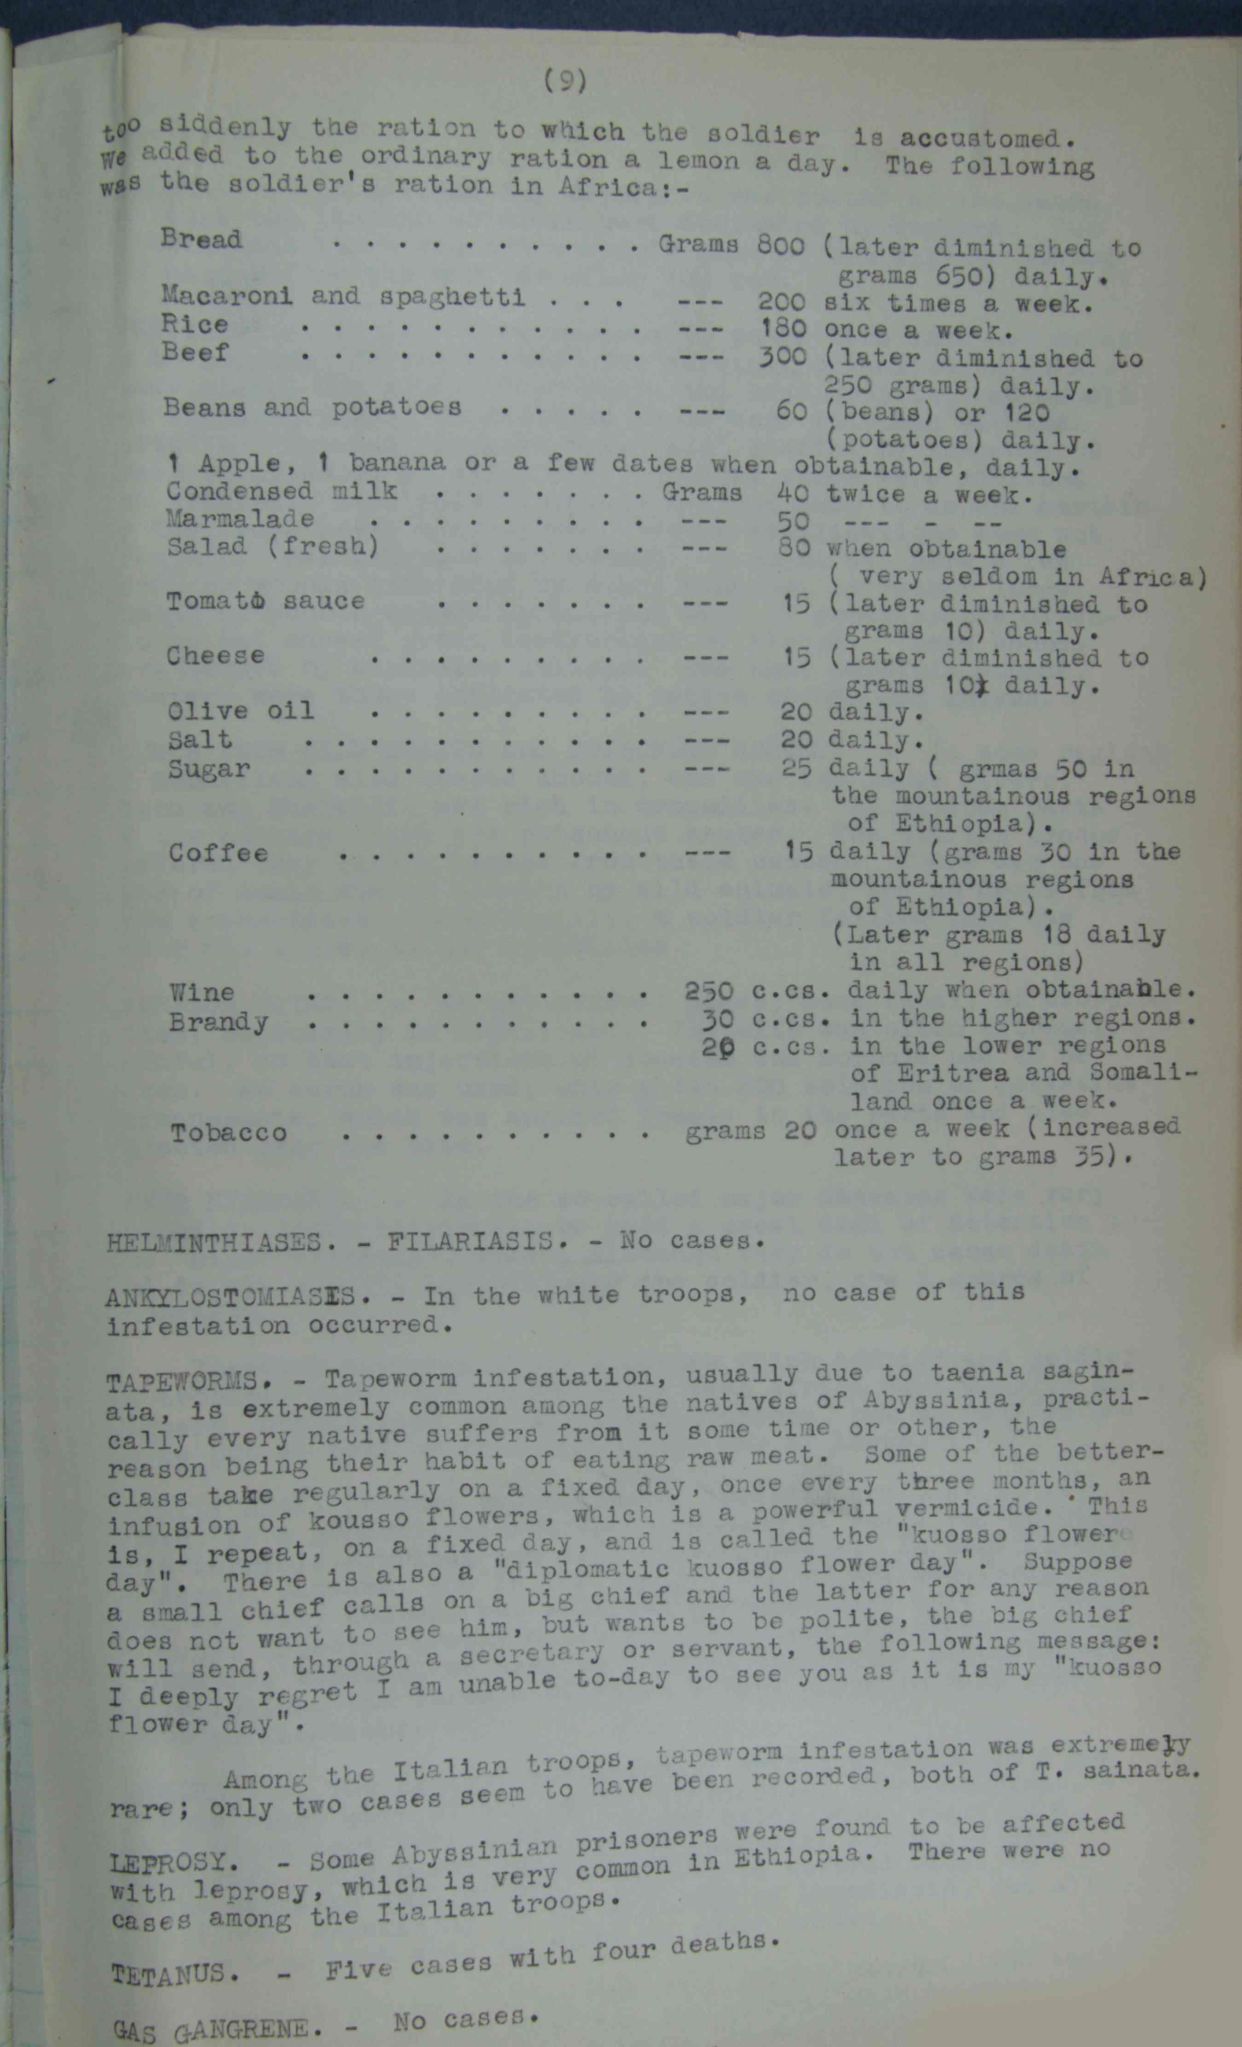 (9)
too siddenly the ration to which the soldier is accustomed.
We added to the ordinary ration a lemon a day. The following
was the soldier's ration in Africa:-
Bread . . . . . . . . . . Grams 800 (later diminished to
grams 650) daily.
Macaroni and spaghetti . . . --- 200 six times a week.
Rice . . . . . . . . . . . --- 180 once a week.
Beef . . . . . . . . . . . --- 300 (later diminished to
250 grams) daily.
Beans and potatoes . . . . . --- 60 (beans) or 120
(potatoes) daily.
1 Apple, 1 banana or a few dates when obtainable, daily.
Condensed milk . . . . . . . Grams 40 twice a week.
Marmalade . . . . . . . . . --- 50 --- - --
Salad (fresh) . . . . . . . --- 80 when obtainable
( very seldom in Africa)
Tomato sauce . . . . . . . --- 15 (later diminished to
grams 10) daily.
Cheese . . . . . . . . . --- 15 (later diminished to
grams 10) daily.
Olive oil . . . . . . . . . --- 20 daily.
Salt . . . . . . . . . . . --- 20 daily.
Sugar . . . . . . . . . . . --- 25 daily ( grmas 50 in
the mountainous regions
of Ethiopia).
Coffee . . . . . . . . . . --- 15 daily (grams 30 in the
mountainous regions
of Ethiopia).
(Later grams 18 daily
in all regions)
Wine . . . . . . . . . . . 250 c.cs. daily when obtainable.
Brandy . . . . . . . . . . . 30 c.cs. in the higher regions.
20 c.cs. in the lower regions
of Eritrea and Somali-
land once a week.
Tobacco . . . . . . . . . . grams 20 once a week (increased
later to grams 35).
HELMINTHIASES. - FILARIASIS. - No cases.
ANKYLOSTOMIASIS. - In the white troops, no case of this
infestation occurred.
TAPEWORMS. - Tapeworm infestation, usually due to taenia sagin-
ata, is extremely common among the natives of Abyssinia, practi-
cally every native suffers from it some time or other, the
reason being their habit of eating raw meat. Some of the better-
class take regularly on a fixed day, once every three months, an
infusion of kousso flowers, which is a powerful vermicide. This
is, I repeat, on a fixed day, and is called the "kuosso flower
day". There is also a "diplomatic kuosso flower day". Suppose
a small chief calls on a big chief and the latter for any reason
does not want to see him, but wants to be polite, the big chief
will send, through a secretary or servant, the following message:
I deeply regret I am unable to-day to see you as it is my "kuosso
flower day".
Among the Italian troops, tapeworm infestation was extremely
rare; only two cases seem to have been recorded, both of T. sainata.
LEPROSY. - Some Abyssinian prisoners were found to be affected
with leprosy, which is very common in Ethiopia. There were no
cases among the Italian troops.
TETANUS. - Five cases with four deaths.
GAS GANGRENE. - No cases.